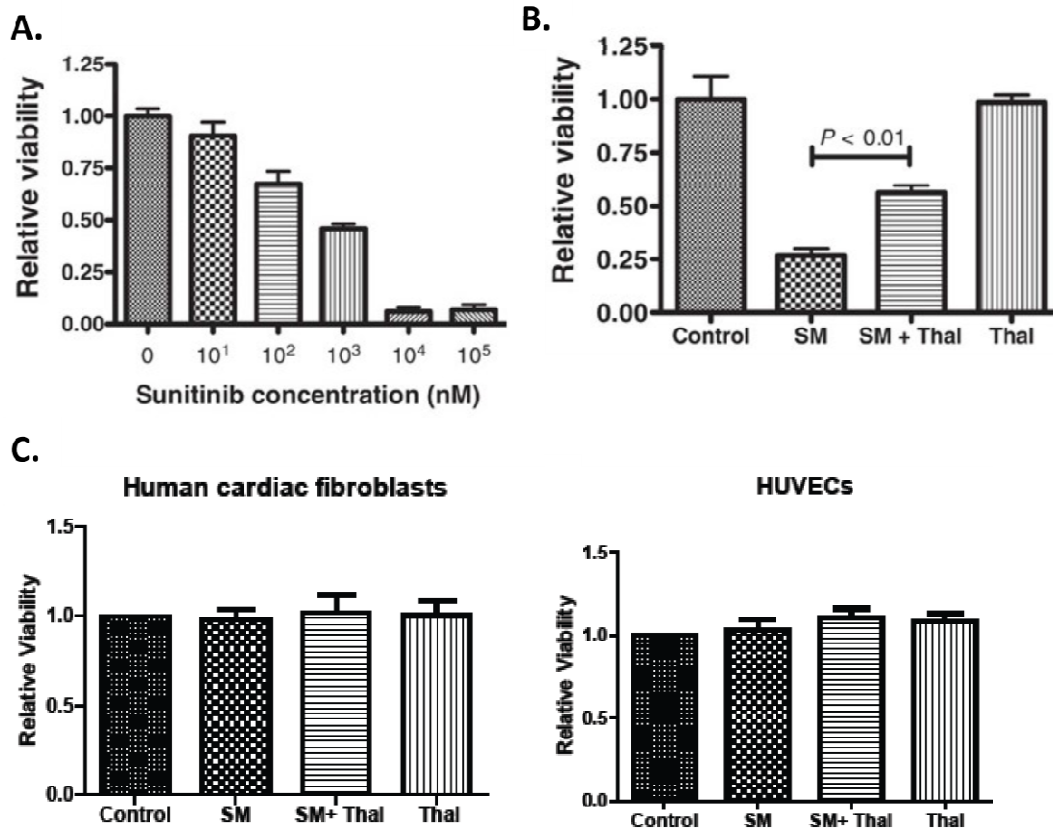 A.
Relative viability
1.25
1.00
0.75
0.50
0.25
0.00
0 10¹ 10² 10³ 10⁴ 10⁵
Sunitinib concentration (nM)
B.
Relative viability
1.25
1.00
0.75
0.50
0.25
0.00
P < 0.01
Control SM SM + Thal Thal
C.
Human cardiac fibroblasts
Relative Viability
1.5
1.0
0.5
0.0
Control SM SM+ Thal Thal
HUVECs
Relative Viability
1.5
1.0
0.5
0.0
Control SM SM+ Thal Thal